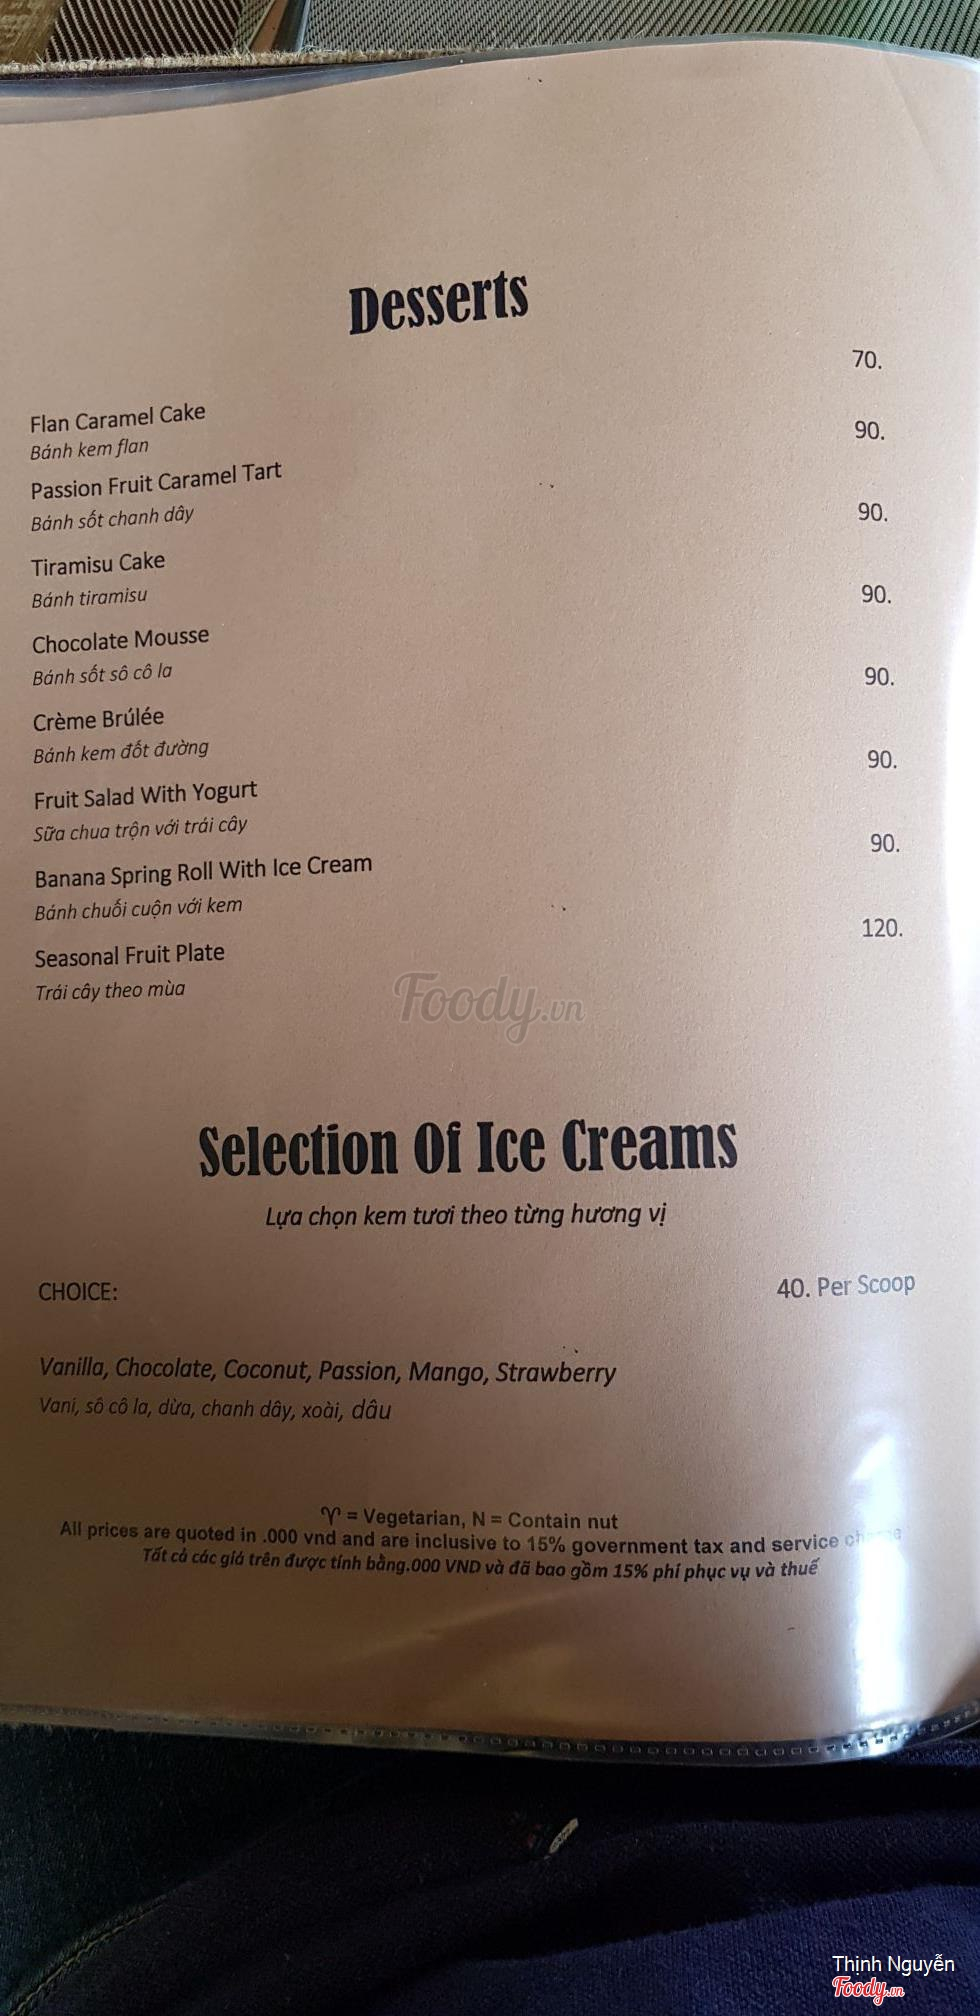 Desserts
Flan Caramel Cake 70.
Bánh kem flan
Passion Fruit Caramel Tart 90.
Bánh sốt chanh dây
Tiramisu Cake 90.
Bánh tiramisu
Chocolate Mousse 90.
Bánh sốt sô cô la
Crème Brúlée 90.
Bánh kem đốt đường
Fruit Salad With Yogurt 90.
Sữa chua trộn với trái cây
Banana Spring Roll With Ice Cream 90.
Bánh chuối cuộn với kem
Seasonal Fruit Plate 120.
Trái cây theo mùa
Foody.vn
Selection Of Ice Creams
Lựa chọn kem tươi theo từng hương vị
CHOICE: 40. Per Scoop
Vanilla, Chocolate, Coconut, Passion, Mango, Strawberry
Vani, sô cô la, dừa, chanh dây, xoài, dâu
♈ = Vegetarian, N = Contain nut
All prices are quoted in .000 vnd and are inclusive to 15% government tax and service charge
Tất cả các giá trên được tính bằng.000 VND và đã bao gồm 15% phí phục vụ và thuế
Thịnh Nguyễn
Foody.vn